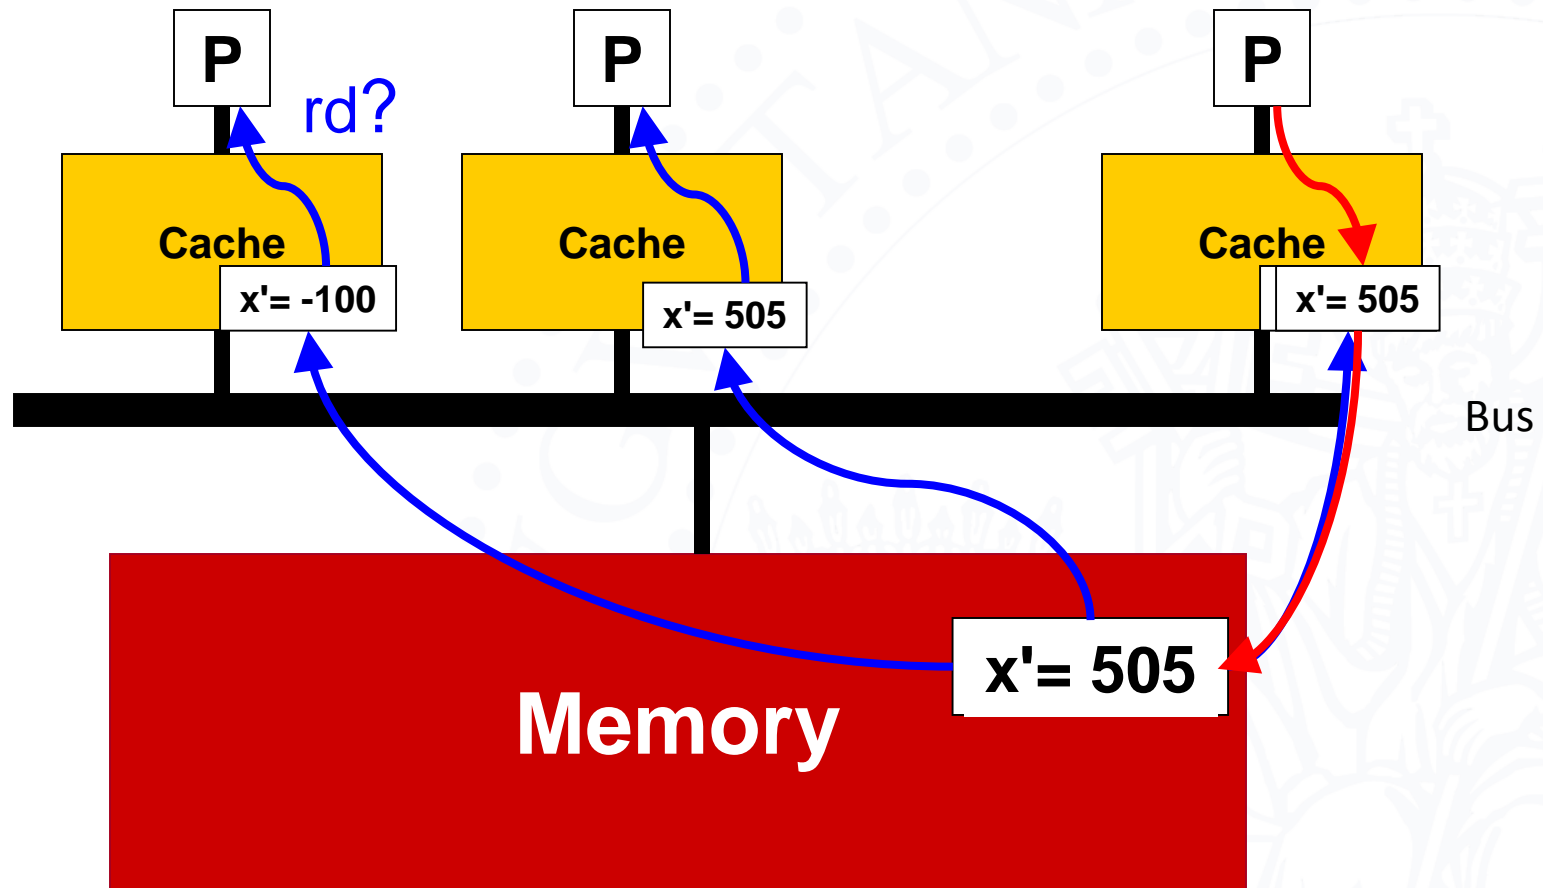 P
P
P
rd?
Cache
Cache
Cache
x'= -100
x'= 505
x'= 505
Bus
x'= 505
Memory